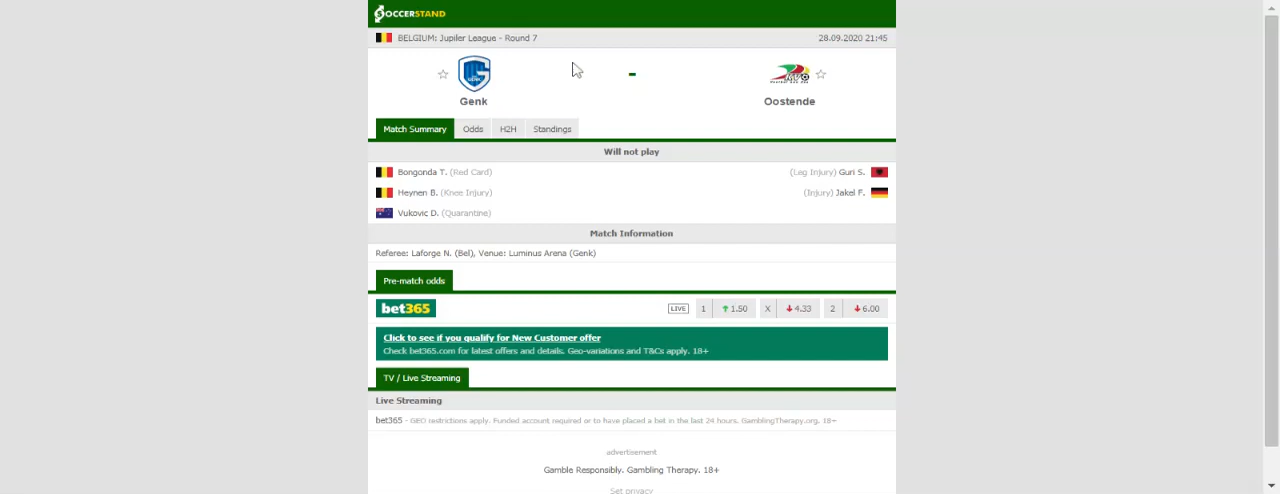 SOCCERSTAND
BELGIUM: Jupiler League - Round 7 28.09.2020 21:45
-
Genk Oostende
Match Summary Odds H2H Standings
Will not play
Bongonda T. (Red Card) (Leg Injury) Guri S.
Heynen B. (Knee Injury) (Injury) Jakel F.
Vukovic D. (Quarantine)
Match Information
Referee: Laforge N. (Bel), Venue: Luminus Arena (Genk)
Pre-match odds
bet365 LIVE 1 1.50 X 4.33 2 6.00
Click to see if you qualify for New Customer offer
Check bet365.com for latest offers and details. Geo-variations and T&Cs apply. 18+
TV / Live Streaming
Live Streaming
bet365 - GEO restrictions apply. Funded account required or to have placed a bet in the last 24 hours. GamblingTherapy.org. 18+
advertisement
Gamble Responsibly. Gambling Therapy. 18+
Set privacy